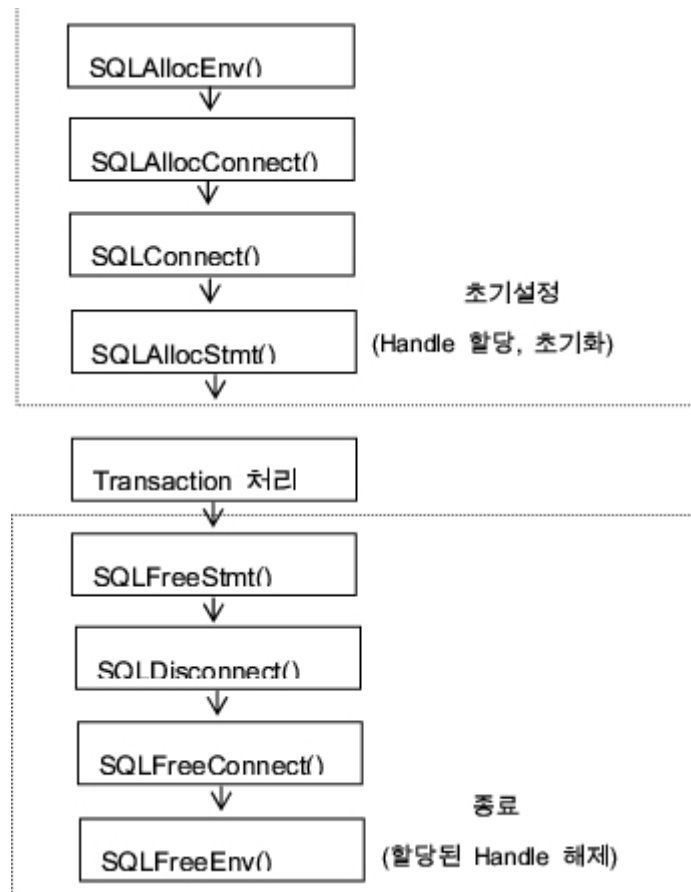 SQLAllocEnv()
SQLAllocConnect()
SQLConnect()
초기설정
SQLAllocStmt()
(Handle 할당, 초기화)
Transaction 처리
SQLFreeStmt()
SQLDisconnect()
SQLFreeConnect()
종료
SQLFreeEnv()
(할당된 Handle 해제)